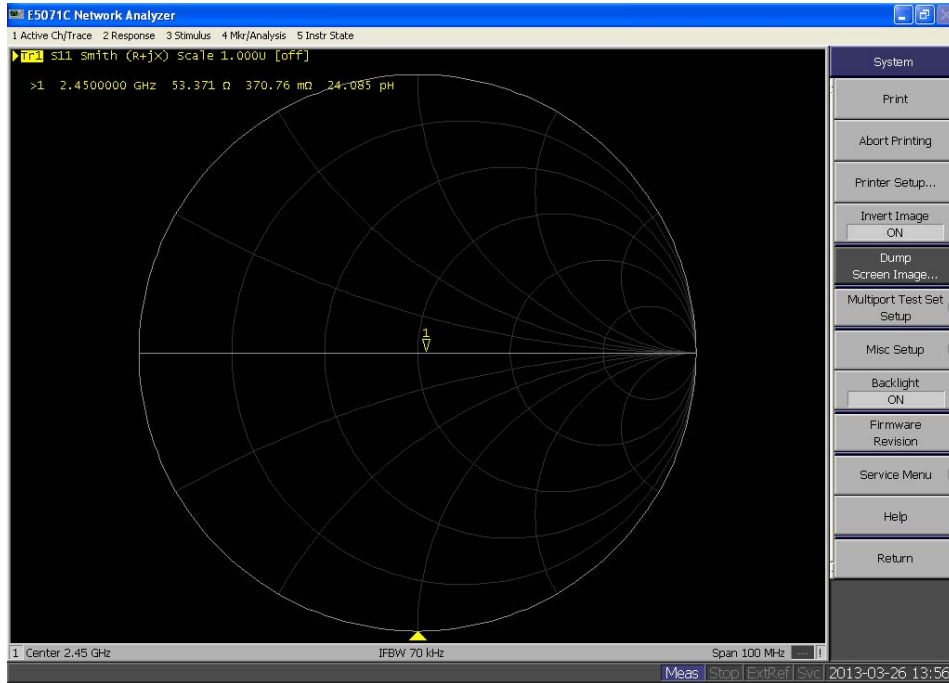 E5071C Network Analyzer
1 Active Ch/Trace 2 Response 3 Stimulus 4 Mkr/Analysis 5 Instr State
Tr1 S11 Smith (R+jX) Scale 1.000U [off]
>1 2.4500000 GHz 53.371 Ω 370.76 mΩ 24.085 pH
1
System
Print
Abort Printing
Printer Setup...
Invert Image
ON
Dump
Screen Image...
Multiport Test Set
Setup
Misc Setup
Backlight
ON
Firmware
Revision
Service Menu
Help
Return
1 Center 2.45 GHz IFBW 70 kHz Span 100 MHz !
Meas Stop ExtRef Svc 2013-03-26 13:56